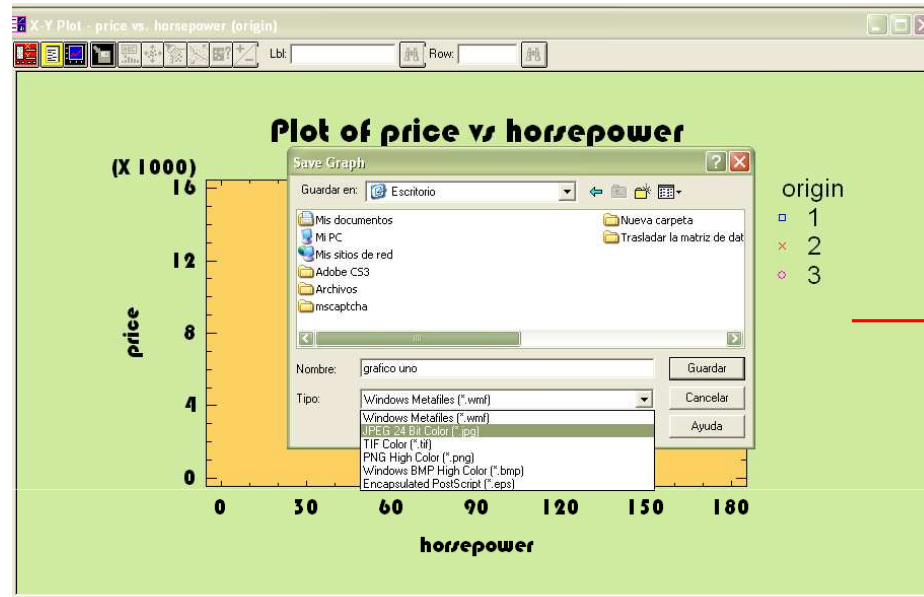 X-Y Plot - price vs. horsepower (origin)
Lbl: Row:
Plot of price vs horsepower
Save Graph
(X 1000)
Guardar en: Escritorio
16
12
8
4
0
price
Mis documentos
Mi PC
Mis sitios de red
Adobe CS3
Archivos
mscaptcha
Nueva carpeta
Trasladar la matriz de dat
origin
1
2
3
Nombre: grafico uno Guardar
Tipo: Windows Metafiles (*.wmf) Cancelar
Ayuda
Windows Metafiles (*.wmf)
JPEG 24 Bit Color (*.jpg)
TIF Color (*.tif)
PNG High Color (*.png)
Windows BMP High Color (*.bmp)
Encapsulated PostScript (*.eps)
0 30 60 90 120 150 180
horsepower